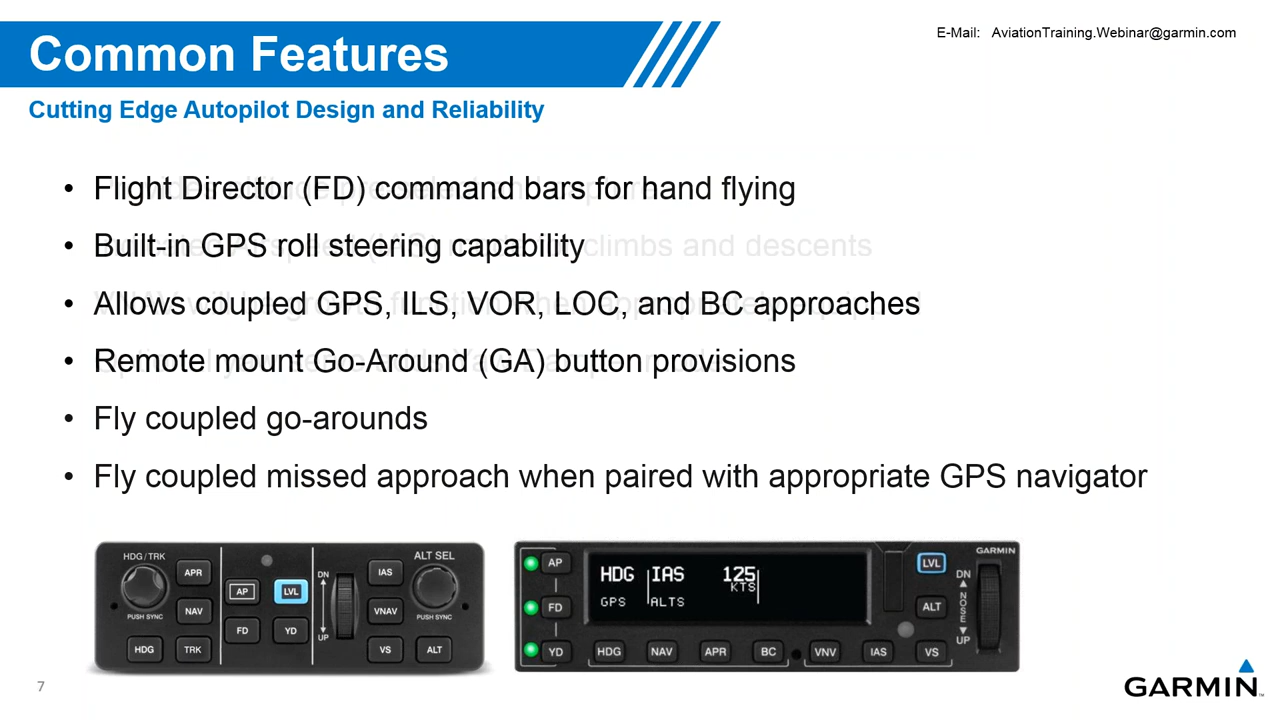 Common Features
E-Mail: AviationTraining.Webinar@garmin.com
Cutting Edge Autopilot Design and Reliability
• Flight Director (FD) command bars for hand flying
• Built-in GPS roll steering capability
climbs and descents
• Allows coupled GPS, ILS, VOR, LOC, and BC approaches
• Remote mount Go-Around (GA) button provisions
• Fly coupled go-arounds
• Fly coupled missed approach when paired with appropriate GPS navigator
HDG / TRK
ALT SEL
APR
AP
LVL
DN
IAS
PUSH SYNC
NAV
VNAV
PUSH SYNC
FD
YD
UP
HDG
TRK
VS
ALT
AP
GARMIN
LVL
HDG IAS 125
KTS
DN
GPS ALTS
FD
ALT
NOSE
UP
YD
HDG
NAV
APR
BC
VNV
IAS
VS
7
GARMIN